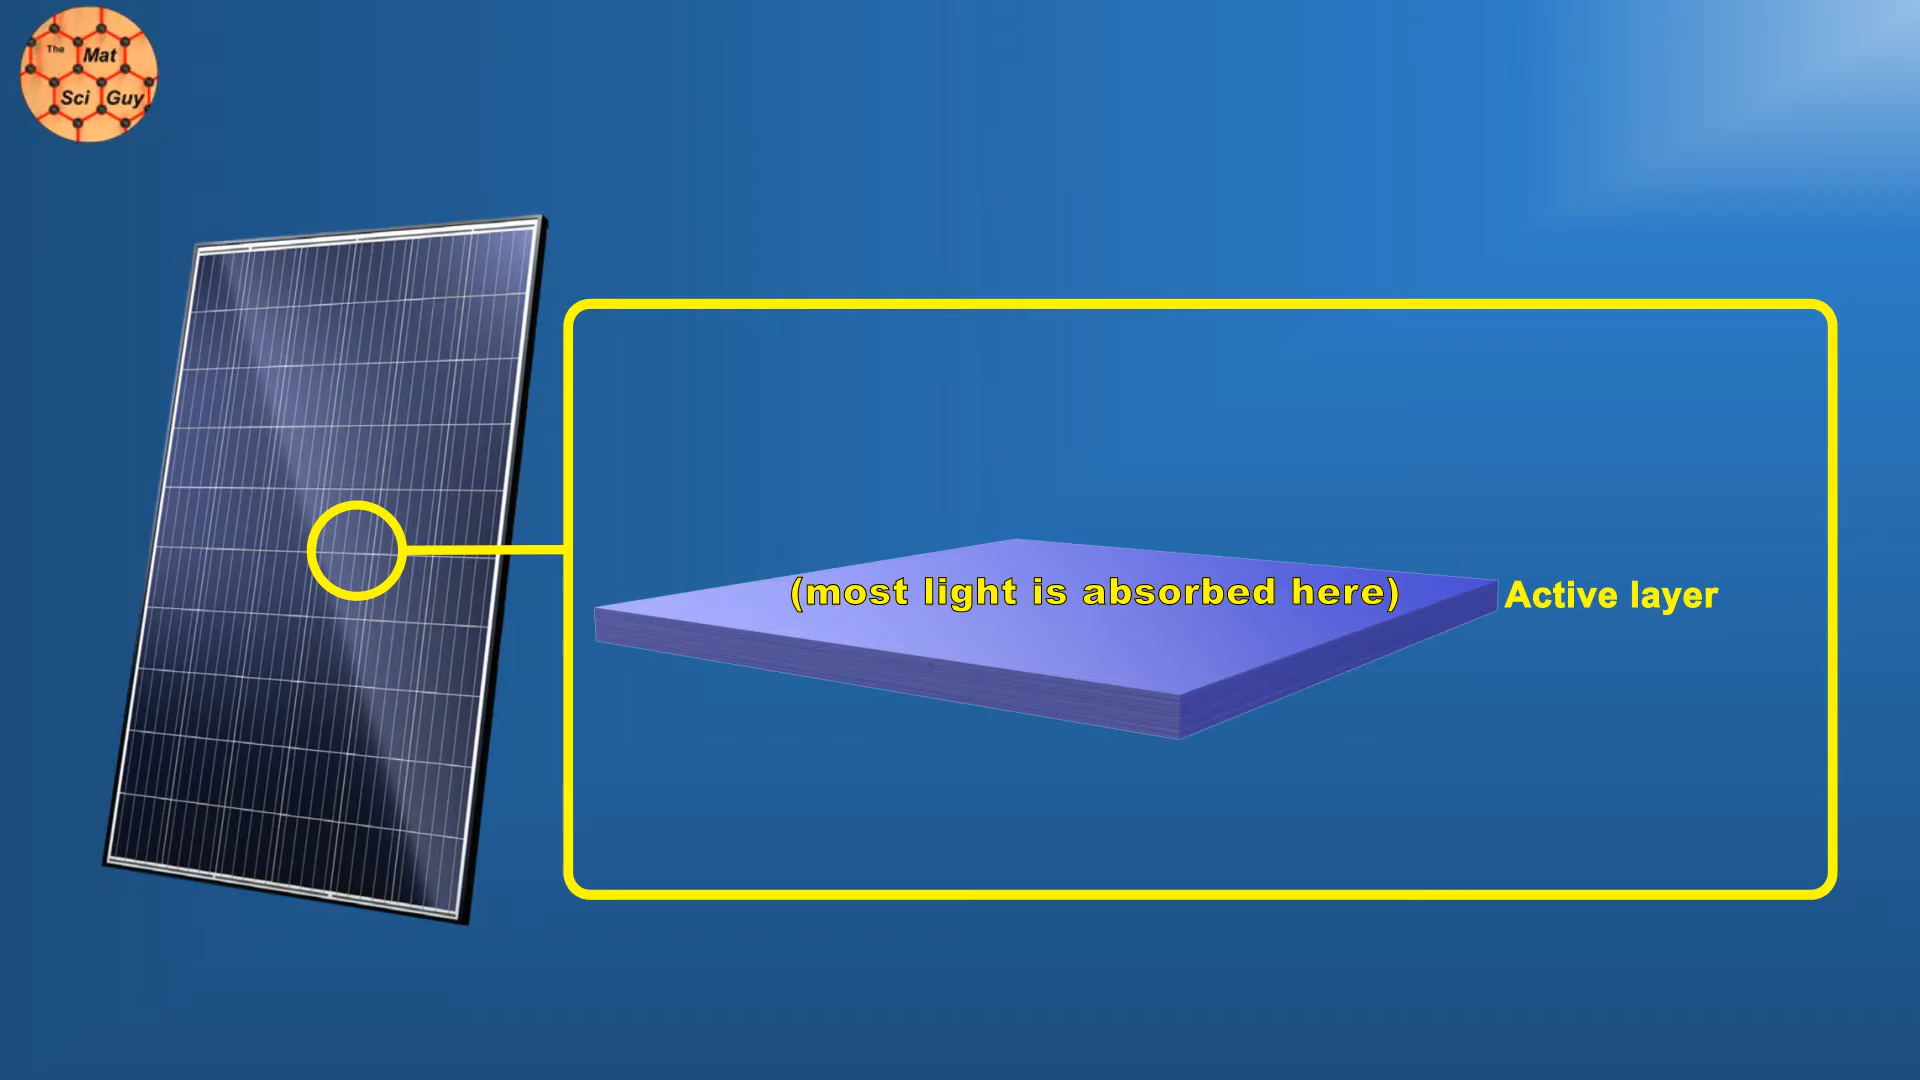 The
Mat
Sci Guy
(most light is absorbed here)
Active layer